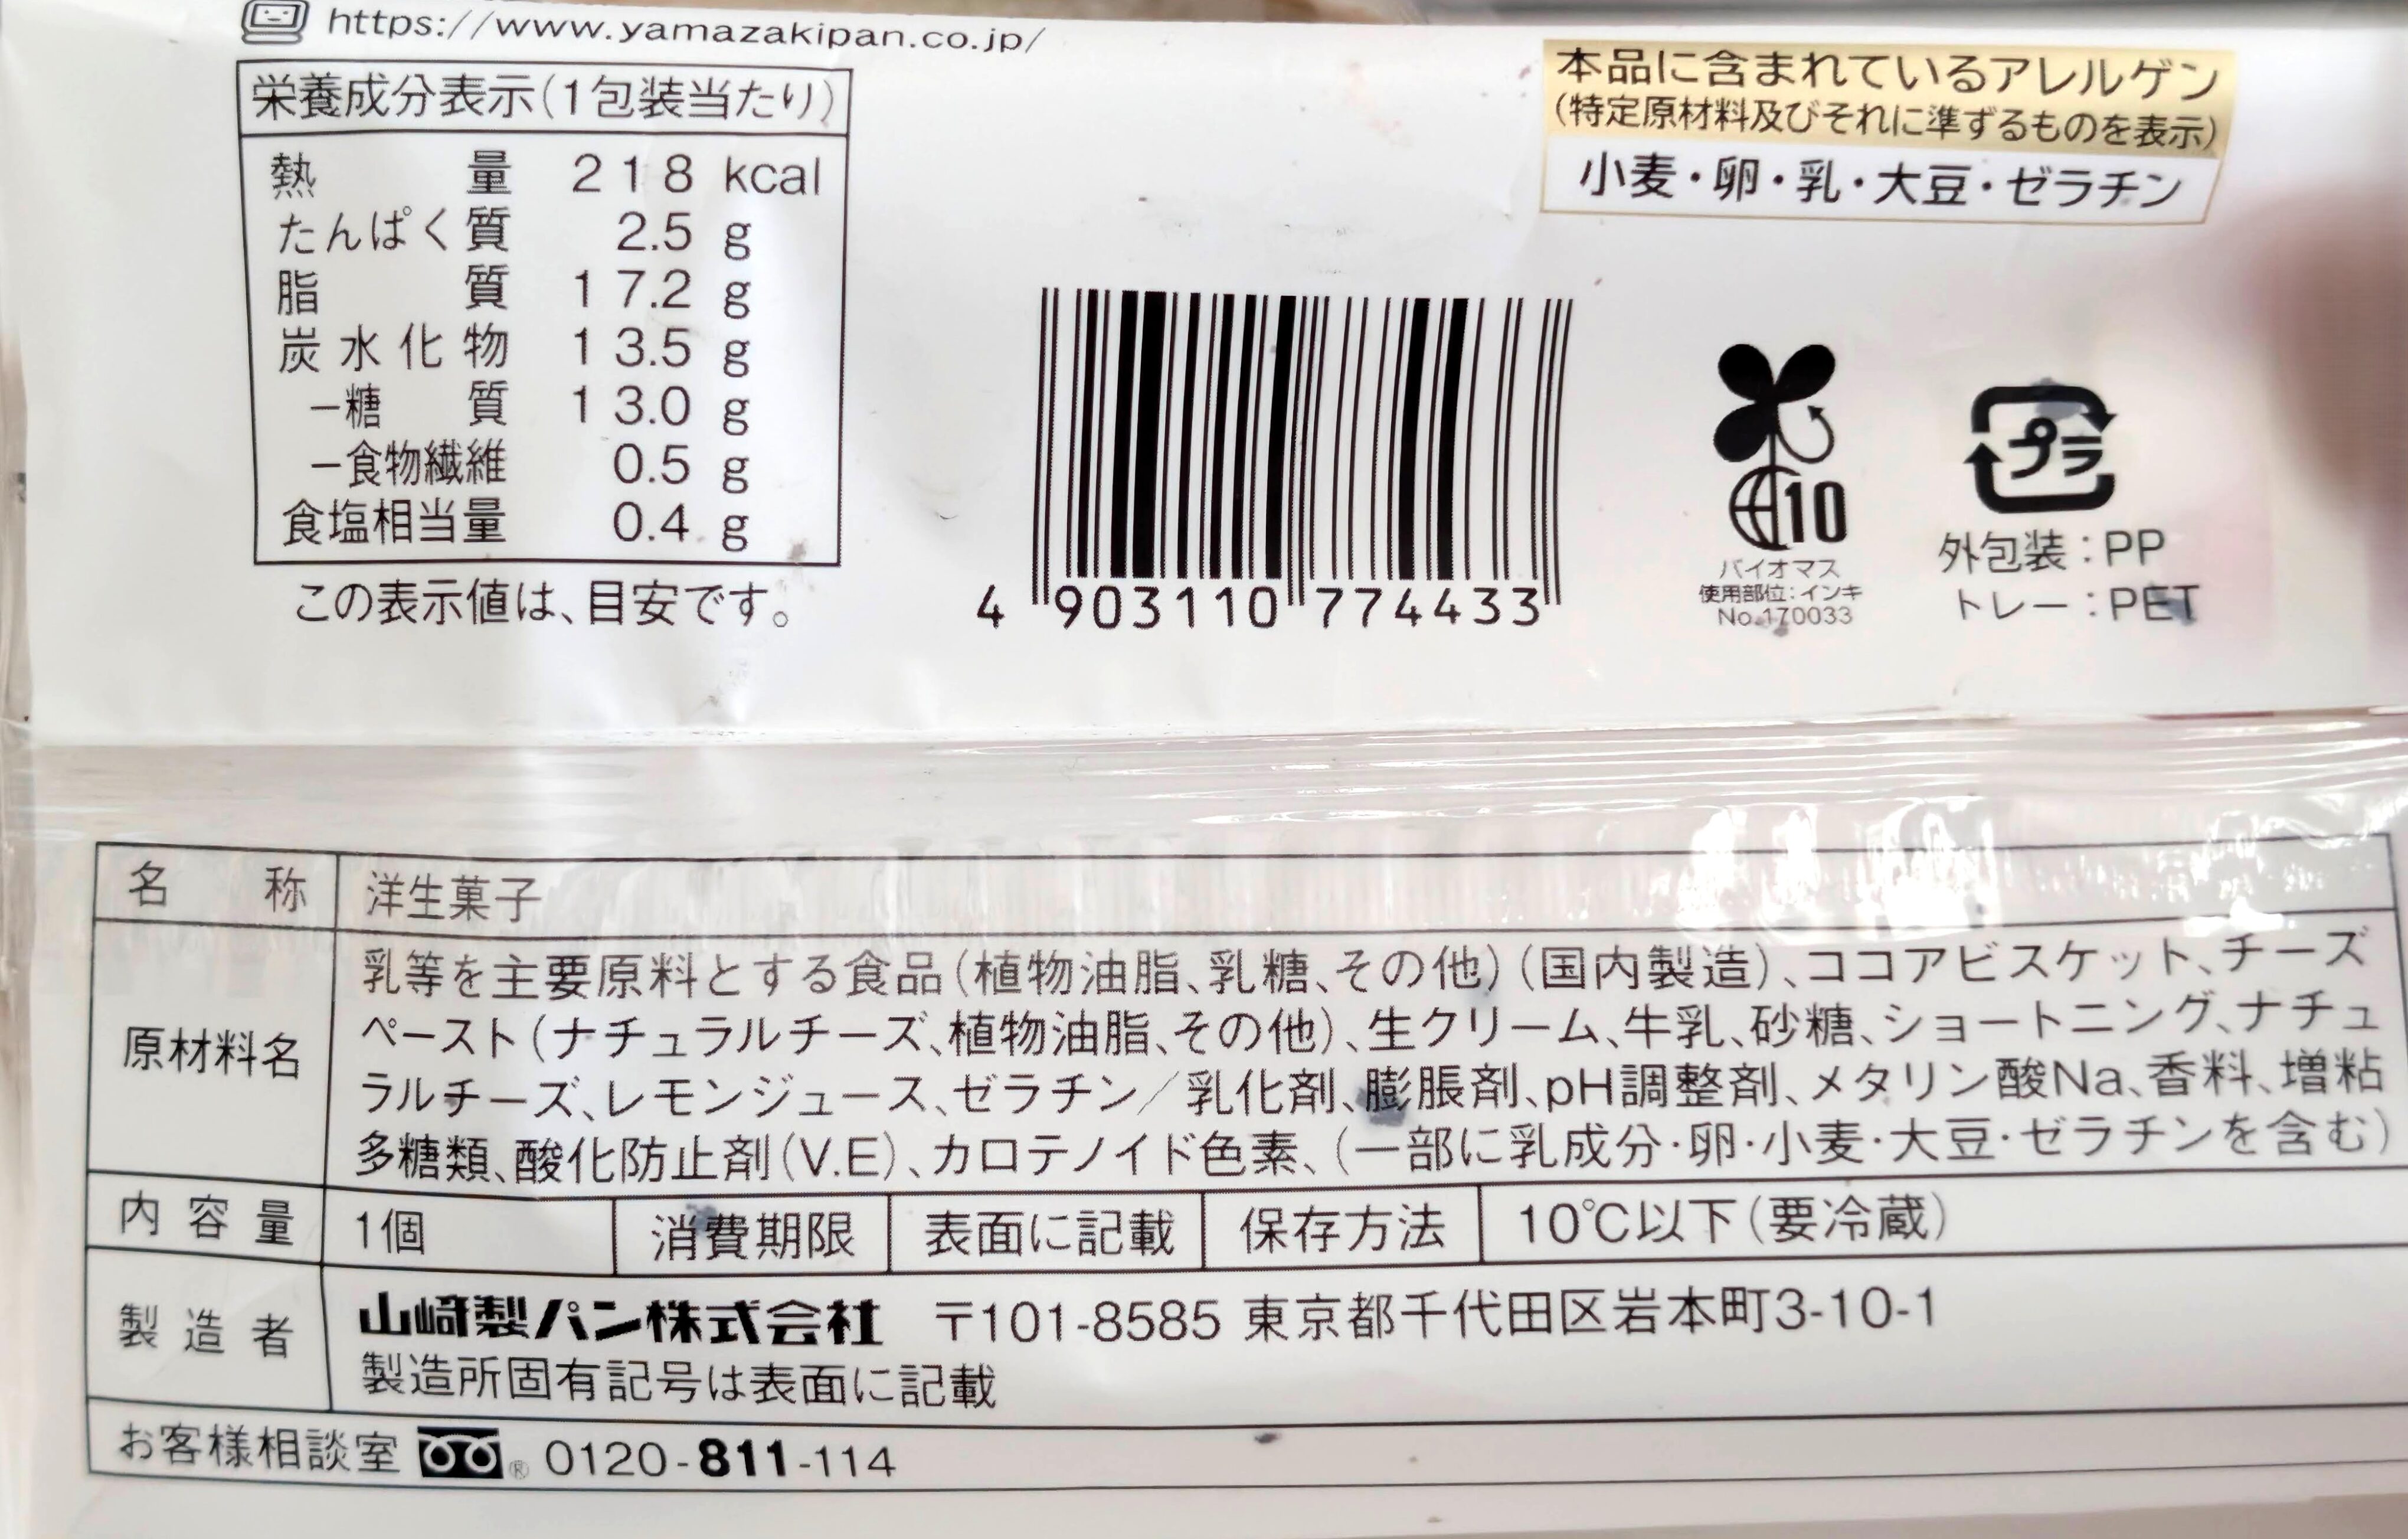 https://www.yamazakipan.co.jp/
栄養成分表示(1包装当たり)
熱量 218 kcal
たんぱく質 2.5 g
脂質 17.2 g
炭水化物 13.5 g
－糖質 13.0 g
－食物繊維 0.5 g
食塩相当量 0.4 g
この表示値は、目安です。
4 903110 774433
本品に含まれているアレルゲン
(特定原材料及びそれに準ずるものを表示)
小麦・卵・乳・大豆・ゼラチン
10
バイオマス
使用部位:インキ
No.170033
プラ
外包装:PP
トレー:PET
名称 洋生菓子
原材料名 乳等を主要原料とする食品(植物油脂、乳糖、その他)(国内製造)、ココアビスケット、チーズ
ペースト(ナチュラルチーズ、植物油脂、その他)、生クリーム、牛乳、砂糖、ショートニング、ナチュ
ラルチーズ、レモンジュース、ゼラチン／乳化剤、膨脹剤、pH調整剤、メタリン酸Na、香料、増粘
多糖類、酸化防止剤(V.E)、カロテノイド色素、(一部に乳成分・卵・小麦・大豆・ゼラチンを含む)
内容量 1個 消費期限 表面に記載 保存方法 10℃以下(要冷蔵)
製造者 山﨑製パン株式会社 〒101-8585 東京都千代田区岩本町3-10-1
製造所固有記号は表面に記載
お客様相談室 ® 0120-811-114